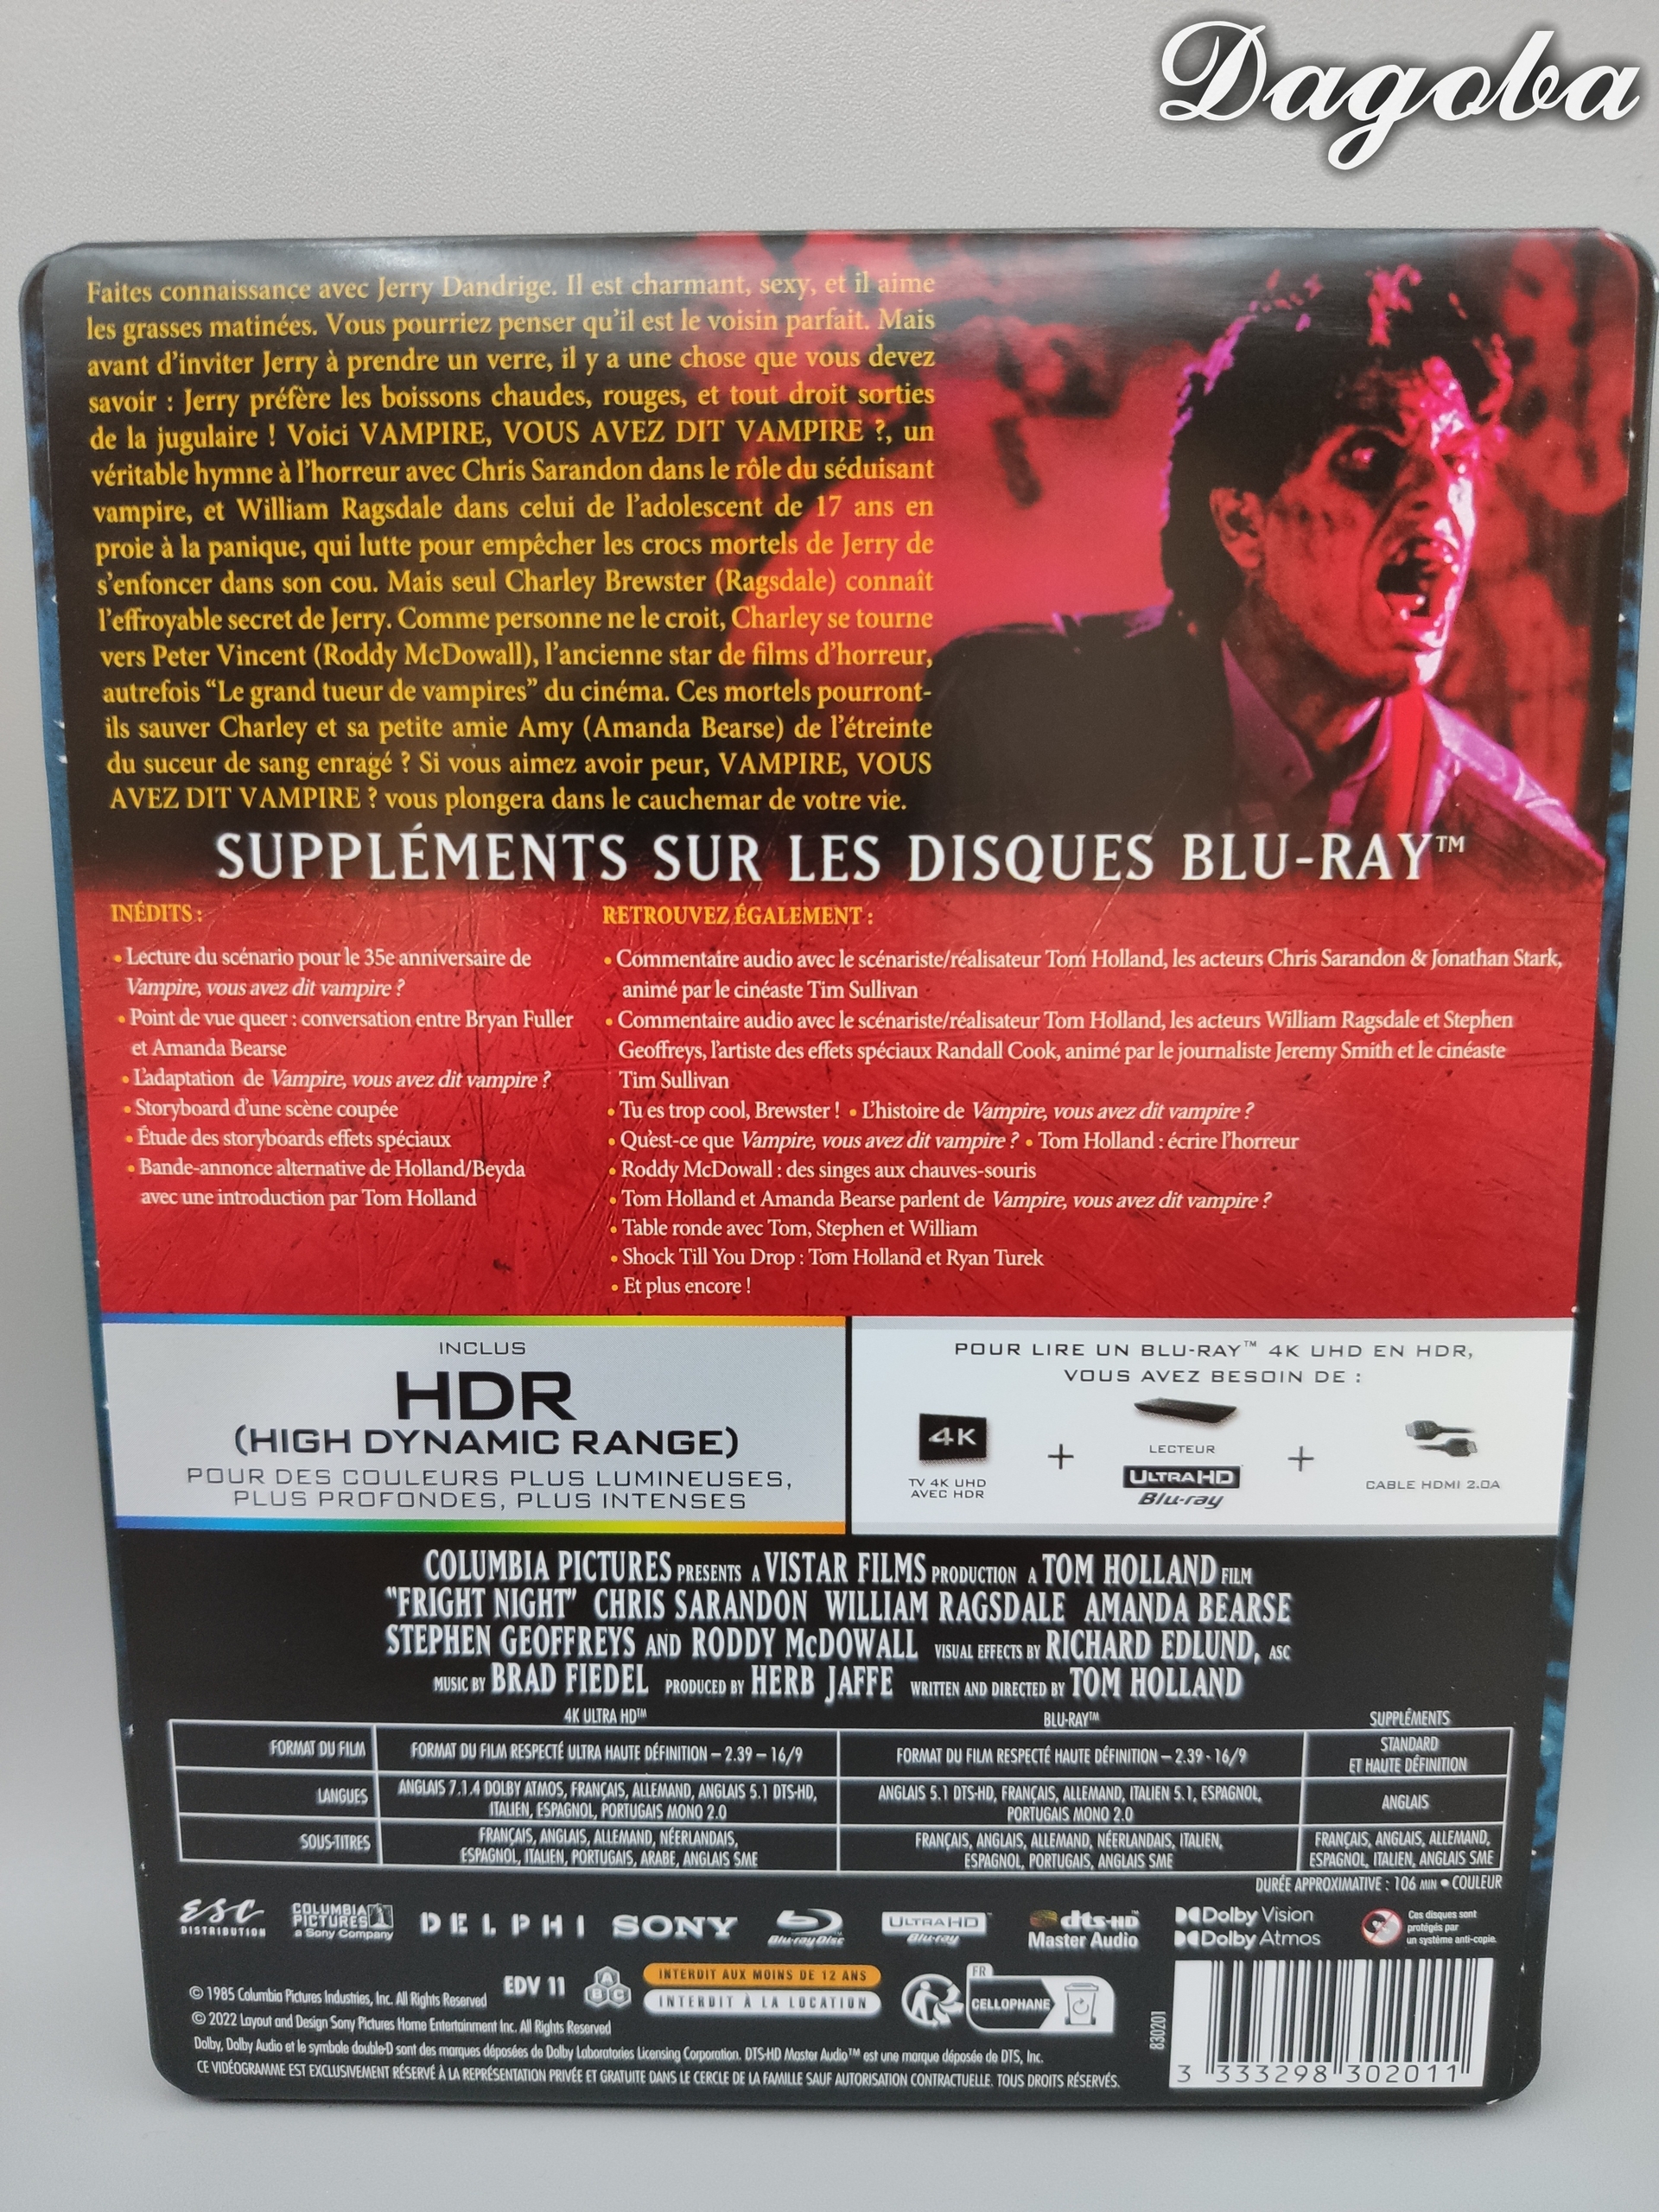 Dagoba
Faites connaissance avec Jerry Dandrige. Il est charmant, sexy, et il aime
les grasses matinées. Vous pourriez penser qu'il est le voisin parfait. Mais
avant d'inviter Jerry à prendre un verre, il y a une chose que vous devez
savoir : Jerry préfère les boissons chaudes, rouges, et tout droit sorties
de la jugulaire ! Voici VAMPIRE, VOUS AVEZ DIT VAMPIRE ?, un
véritable hymne à l'horreur avec Chris Sarandon dans le rôle du séduisant
vampire, et William Ragsdale dans celui de l'adolescent de 17 ans en
proie à la panique, qui lutte pour empêcher les crocs mortels de Jerry de
s'enfoncer dans son cou. Mais seul Charley Brewster (Ragsdale) connaît
l'effroyable secret de Jerry. Comme personne ne le croit, Charley se tourne
vers Peter Vincent (Roddy McDowall), l'ancienne star de films d'horreur,
autrefois “Le grand tueur de vampires” du cinéma. Ces mortels pourront-
ils sauver Charley et sa petite amie Amy (Amanda Bearse) de l'étreinte
du suceur de sang enragé ? Si vous aimez avoir peur, VAMPIRE, VOUS
AVEZ DIT VAMPIRE ? vous plongera dans le cauchemar de votre vie.
SUPPLÉMENTS SUR LES DISQUES BLU-RAY™
INÉDITS :
• Lecture du scénario pour le 35e anniversaire de
Vampire, vous avez dit vampire ?
• Point de vue queer : conversation entre Bryan Fuller
et Amanda Bearse
• L'adaptation de Vampire, vous avez dit vampire ?
• Storyboard d'une scène coupée
• Étude des storyboards effets spéciaux
• Bande-annonce alternative de Holland/Beyda
avec une introduction par Tom Holland
RETROUVEZ ÉGALEMENT :
• Commentaire audio avec le scénariste/réalisateur Tom Holland, les acteurs Chris Sarandon & Jonathan Stark,
animé par le cinéaste Tim Sullivan
• Commentaire audio avec le scénariste/réalisateur Tom Holland, les acteurs William Ragsdale et Stephen
Geoffreys, l'artiste des effets spéciaux Randall Cook, animé par le journaliste Jeremy Smith et le cinéaste
Tim Sullivan
• Tu es trop cool, Brewster ! • L'histoire de Vampire, vous avez dit vampire ?
• Qu'est-ce que Vampire, vous avez dit vampire ? • Tom Holland : écrire l'horreur
• Roddy McDowall : des singes aux chauves-souris
• Tom Holland et Amanda Bearse parlent de Vampire, vous avez dit vampire ?
• Table ronde avec Tom, Stephen et William
• Shock Till You Drop : Tom Holland et Ryan Turek
• Et plus encore !
INCLUS
HDR
(HIGH DYNAMIC RANGE)
POUR DES COULEURS PLUS LUMINEUSES,
PLUS PROFONDES, PLUS INTENSES
POUR LIRE UN BLU-RAY™ 4K UHD EN HDR,
VOUS AVEZ BESOIN DE :
4K
TV 4K UHD
AVEC HDR
+
LECTEUR
ULTRA HD
Blu-ray
+
CABLE HDMI 2.0A
COLUMBIA PICTURES PRESENTS A VISTAR FILMS PRODUCTION A TOM HOLLAND FILM
"FRIGHT NIGHT" CHRIS SARANDON WILLIAM RAGSDALE AMANDA BEARSE
STEPHEN GEOFFREYS AND RODDY McDOWALL VISUAL EFFECTS BY RICHARD EDLUND, ASC
MUSIC BY BRAD FIEDEL PRODUCED BY HERB JAFFE WRITTEN AND DIRECTED BY TOM HOLLAND
4K ULTRA HD™ BLU-RAY™ SUPPLÉMENTS
FORMAT DU FILM
FORMAT DU FILM RESPECTÉ ULTRA HAUTE DÉFINITION – 2.39 – 16/9
FORMAT DU FILM RESPECTÉ HAUTE DÉFINITION – 2.39 - 16/9
STANDARD
ET HAUTE DÉFINITION
LANGUES
ANGLAIS 7.1.4 DOLBY ATMOS, FRANÇAIS, ALLEMAND, ANGLAIS 5.1 DTS-HD,
ITALIEN, ESPAGNOL, PORTUGAIS MONO 2.0
ANGLAIS 5.1 DTS-HD, FRANÇAIS, ALLEMAND, ITALIEN 5.1, ESPAGNOL,
PORTUGAIS MONO 2.0
ANGLAIS
SOUS-TITRES
FRANÇAIS, ANGLAIS, ALLEMAND, NÉERLANDAIS,
ESPAGNOL, ITALIEN, PORTUGAIS, ARABE, ANGLAIS SME
FRANÇAIS, ANGLAIS, ALLEMAND, NÉERLANDAIS, ITALIEN,
ESPAGNOL, PORTUGAIS, ANGLAIS SME
FRANÇAIS, ANGLAIS, ALLEMAND,
ESPAGNOL, ITALIEN, ANGLAIS SME
DURÉE APPROXIMATIVE : 106 MIN • COULEUR
ESC
DISTRIBUTION
COLUMBIA
PICTURES
a Sony Company
DELPHI
SONY
Blu-ray Disc
ULTRA HD
Blu-ray
dts-HD
Master Audio
Dolby Vision
Dolby Atmos
Ces disques sont
protégés par
un système anti-copie.
© 1985 Columbia Pictures Industries, Inc. All Rights Reserved
EDV 11
A
B C
INTERDIT AUX MOINS DE 12 ANS
INTERDIT À LA LOCATION
FR
CELLOPHANE
© 2022 Layout and Design Sony Pictures Home Entertainment Inc. All Rights Reserved
Dolby, Dolby Audio et le symbole double-D sont des marques déposées de Dolby Laboratories Licensing Corporation. DTS-HD Master Audio™ est une marque déposée de DTS, Inc.
CE VIDÉOGRAMME EST EXCLUSIVEMENT RÉSERVÉ À LA REPRÉSENTATION PRIVÉE ET GRATUITE DANS LE CERCLE DE LA FAMILLE SAUF AUTORISATION CONTRACTUELLE. TOUS DROITS RÉSERVÉS.
830201
3 333298 302011